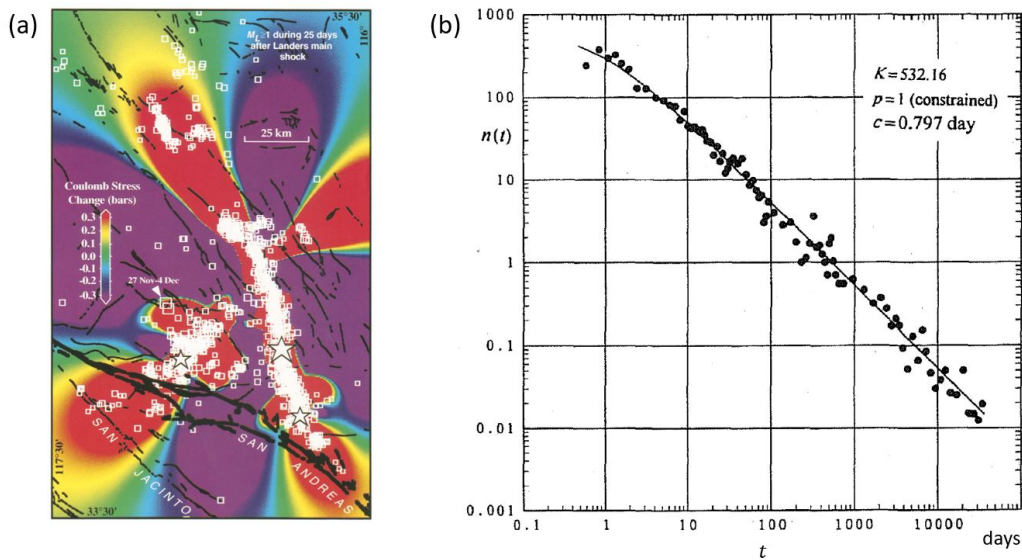 (a)
35°30'
116°
M_L ≥1 during 25 days
after Landers main
shock
25 km
Coulomb Stress
Change (bars)
0.3
0.2
0.1
0.0
-0.1
-0.2
-0.3
27 Nov-4 Dec
SAN
JACINTO
SAN
ANDREAS
117°30'
33°30'
(b)
1000
100
n(t)
10
1
0.1
0.01
0.001
K=532.16
p=1 (constrained)
c=0.797 day
0.1
1
10
100
1000
10000
days
t